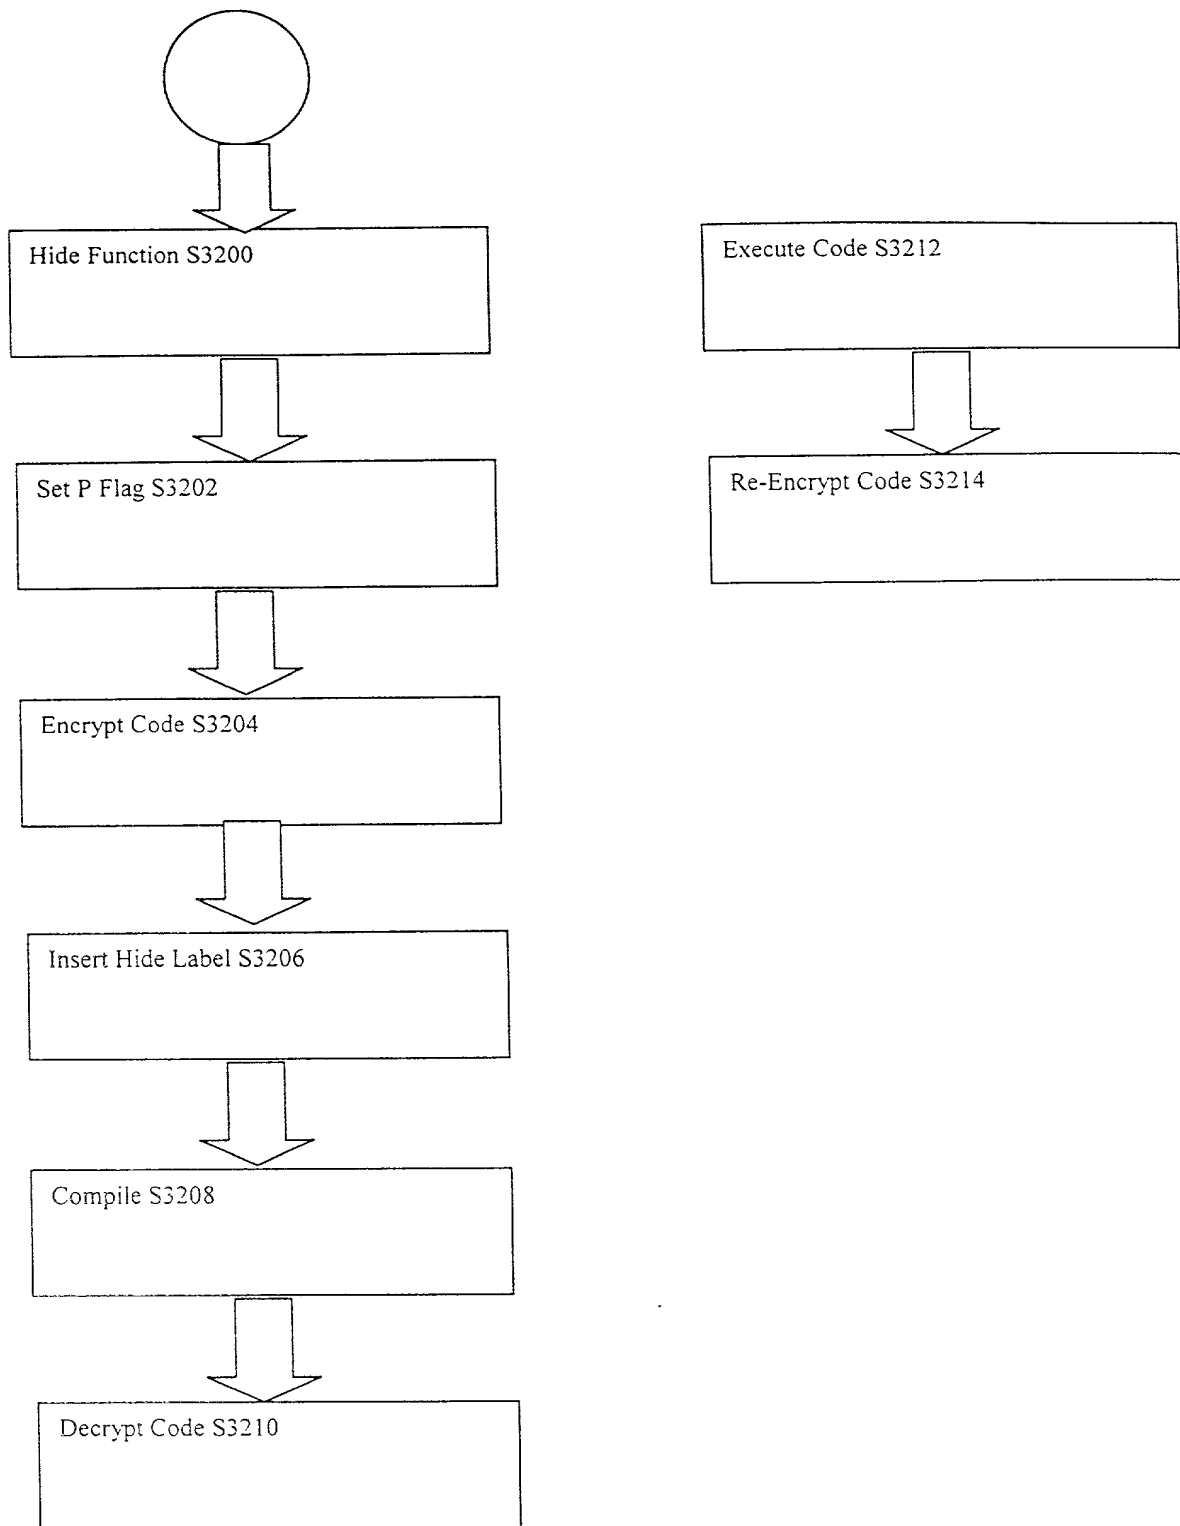 Hide Function S3200
Set P Flag S3202
Encrypt Code S3204
Insert Hide Label S3206
Compile S3208
Decrypt Code S3210
Execute Code S3212
Re-Encrypt Code S3214